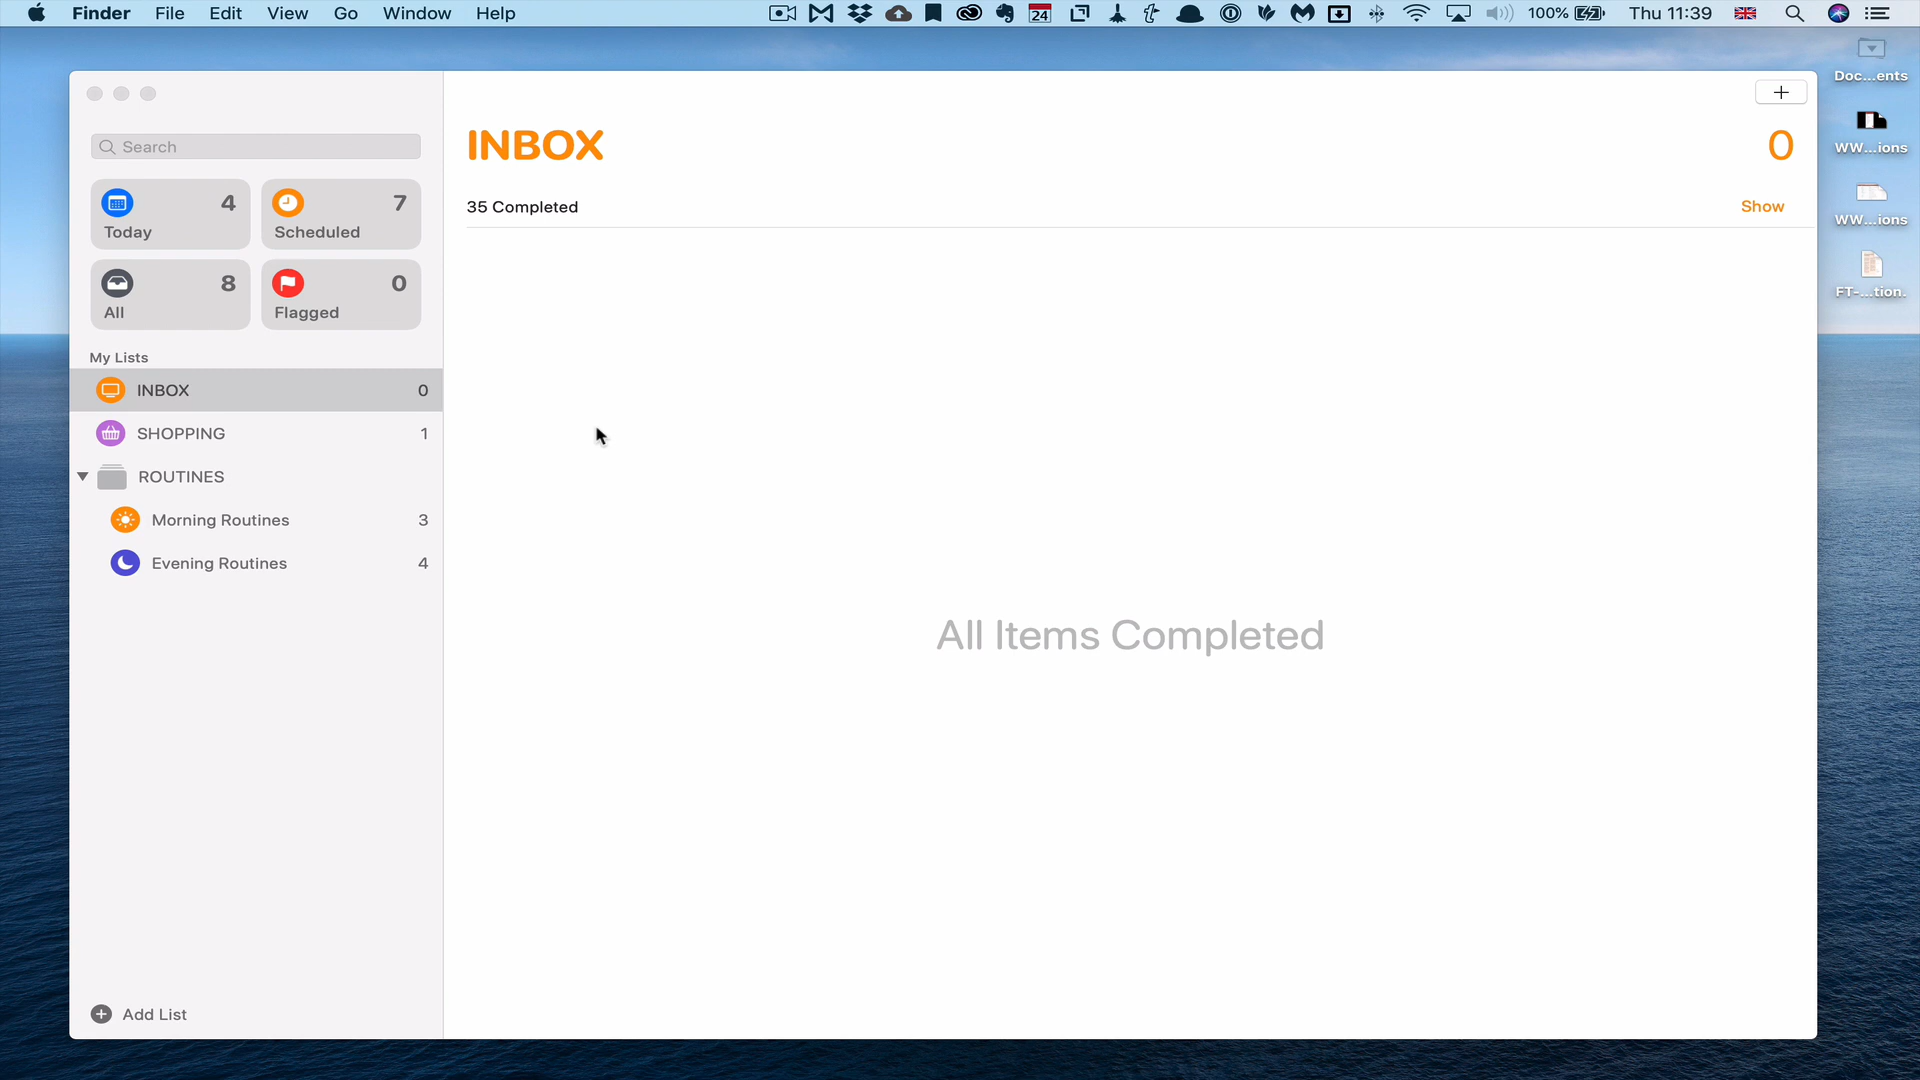 Finder File Edit View Go Window Help 24 100% Thu 11:39
Doc...ents
WW...ions
WW...ions
FT-...tion.
Search
4
Today
7
Scheduled
8
All
0
Flagged
My Lists
INBOX 0
SHOPPING 1
ROUTINES
Morning Routines 3
Evening Routines 4
Add List
INBOX 0
35 Completed Show
All Items Completed